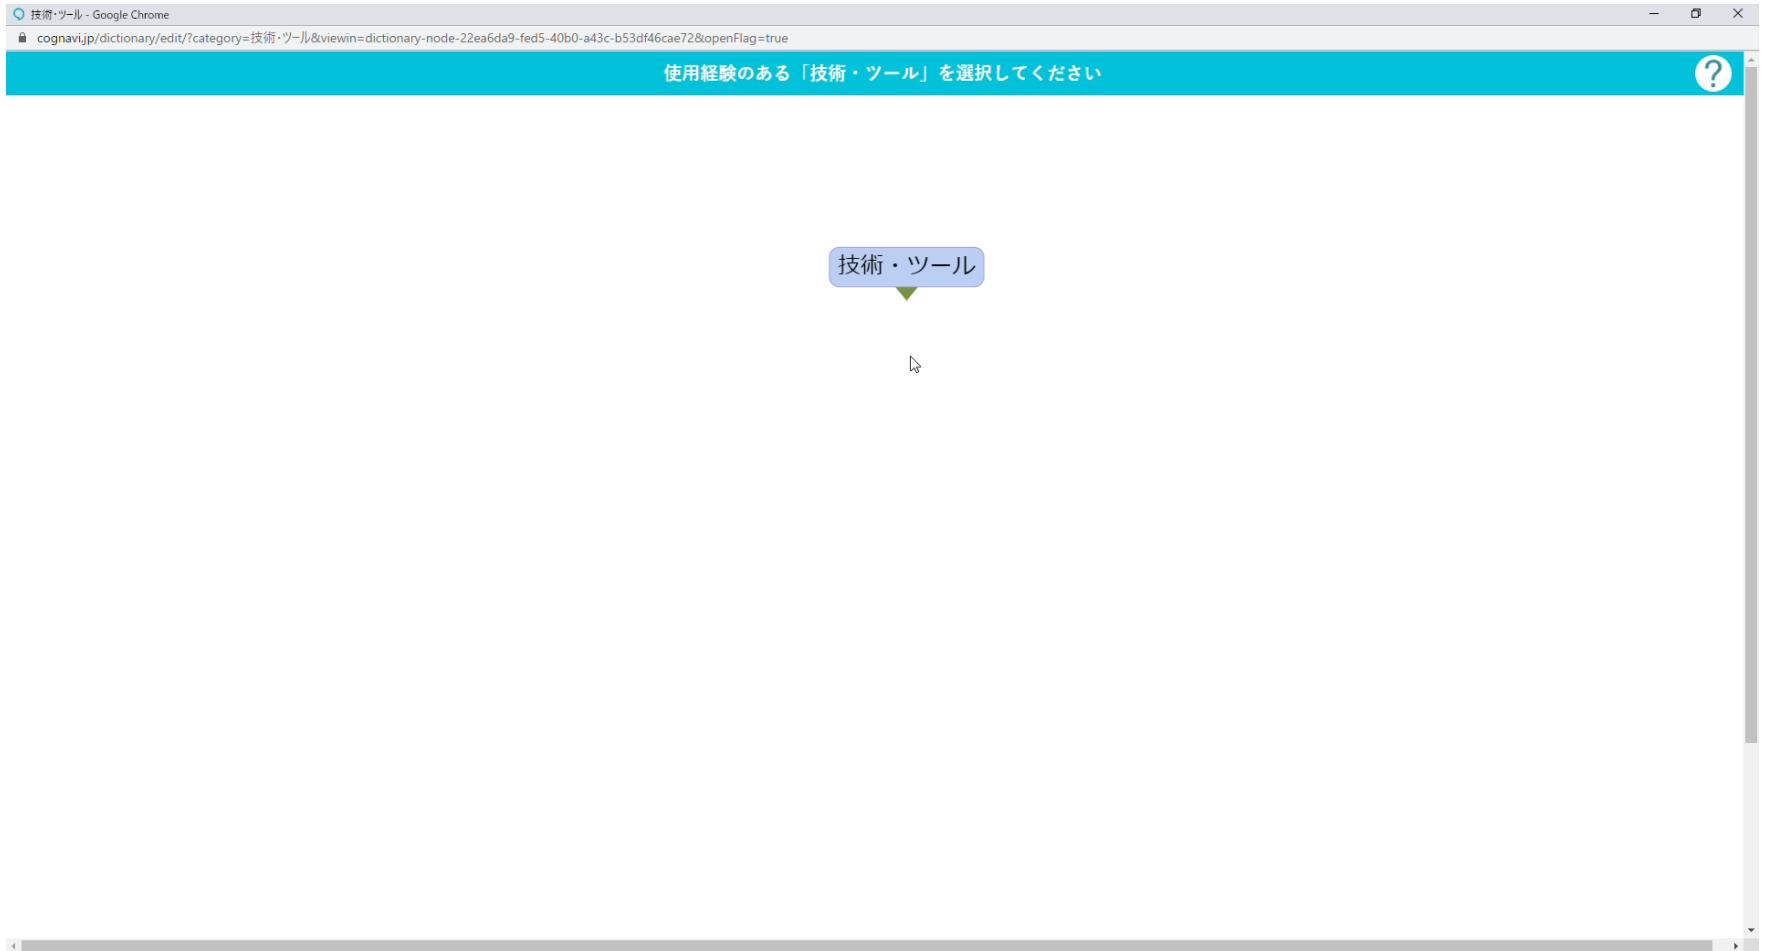 技術・ツール - Google Chrome
cognavi.jp/dictionary/edit/?category=技術・ツール&viewin=dictionary-node-22ea6da9-fed5-40b0-a43c-b53df46cae72&openFlag=true
使用経験のある「技術・ツール」を選択してください
?
技術・ツール